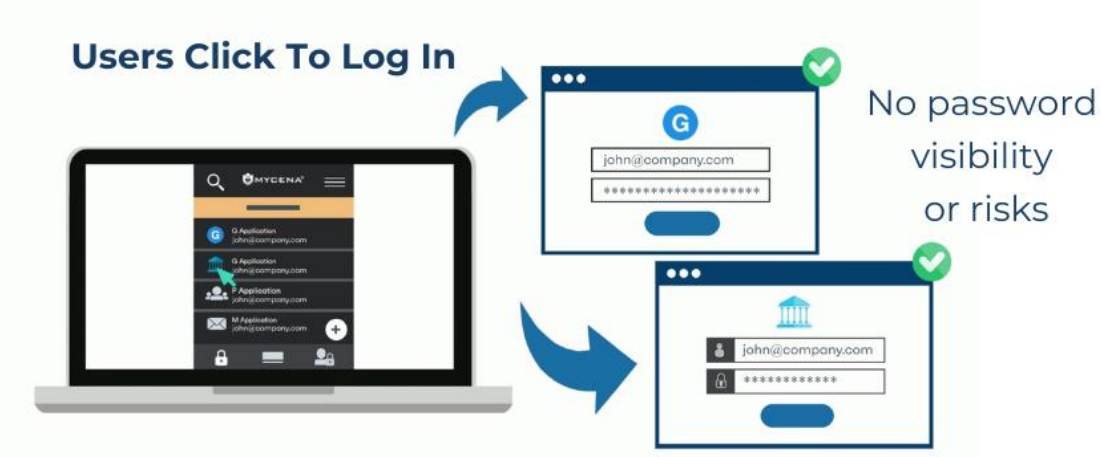 Users Click To Log In
MYCENA
G Application
john@company.com
G Application
john@company.com
P Application
john@company.com
M Application
john@company.com
G
john@company.com
********************
john@company.com
************
No password
visibility
or risks